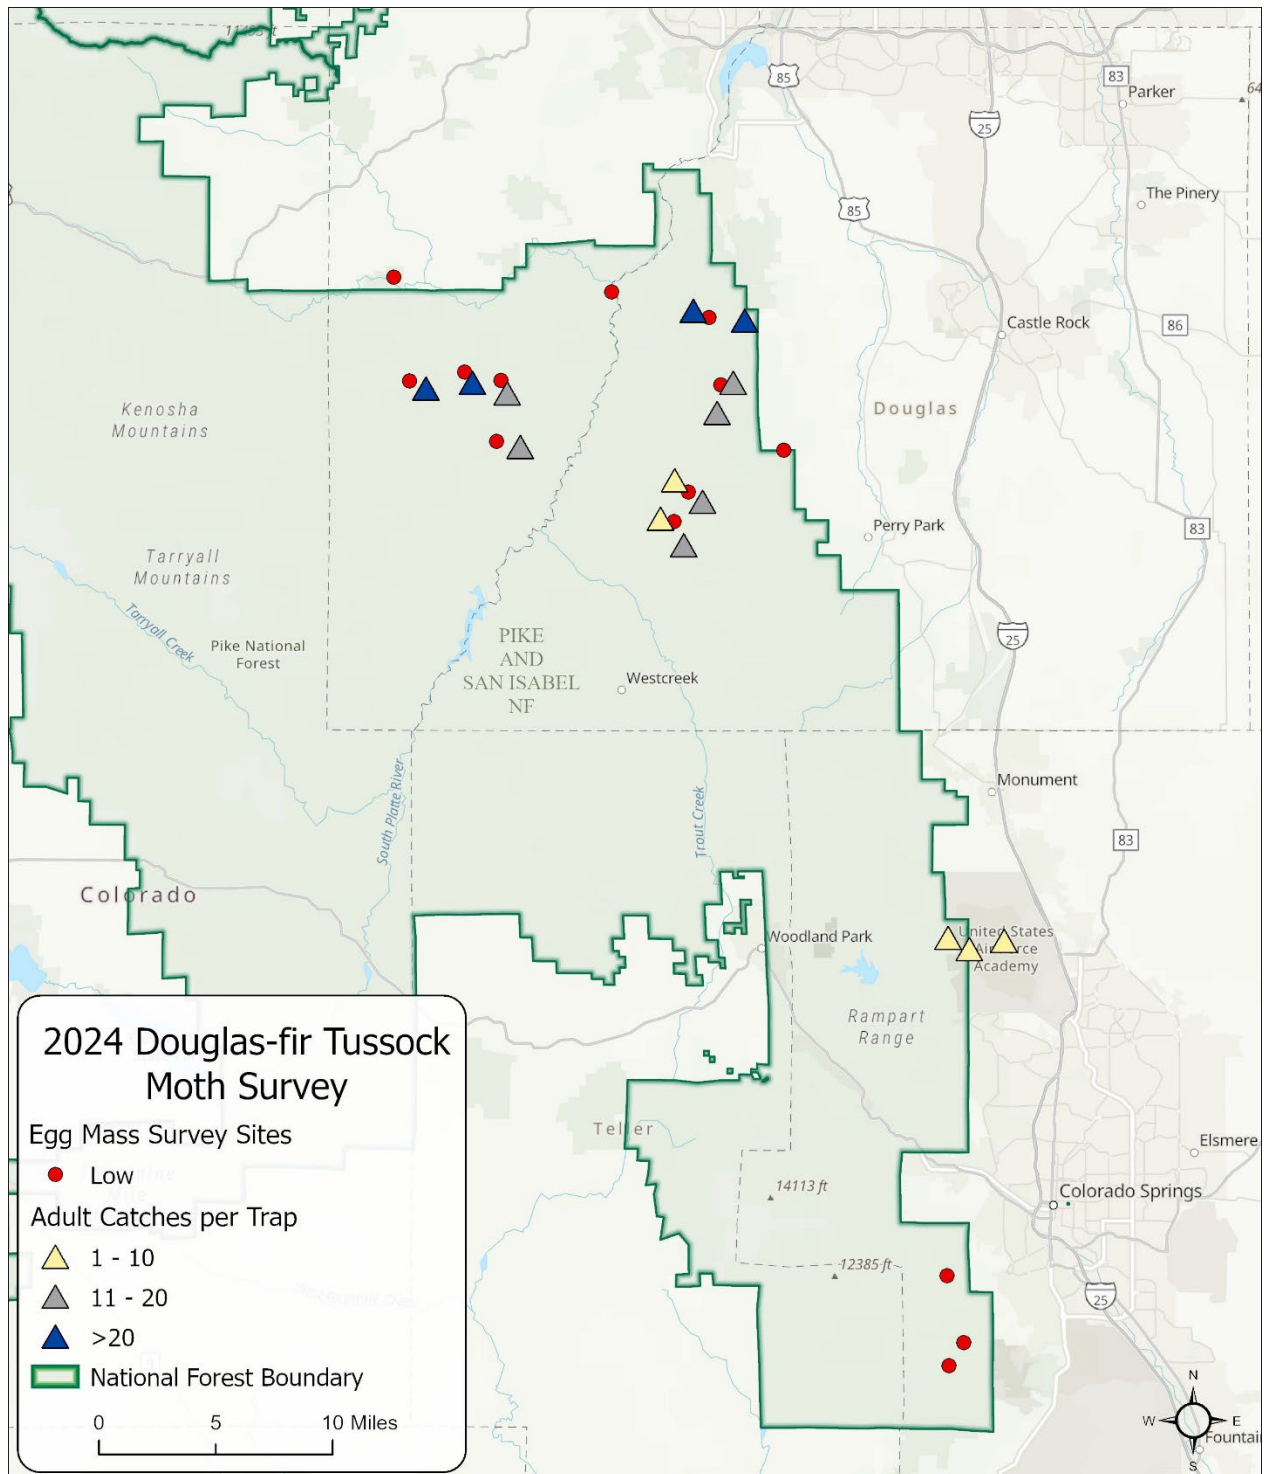 85
83
Parker
25
The Pinery
85
Castle Rock
86
Kenosha
Mountains
Douglas
Perry Park
83
Tarryall
Mountains
Tarryall Creek
Pike National
Forest
25
PIKE
AND
SAN ISABEL
NF
Westcreek
Monument
South Platte River
Trout Creek
83
Colorado
Woodland Park
United States
Air Force
Academy
Rampart
Range
Teller
Elsmere
14113 ft
Colorado Springs
12385 ft
25
Fountain
N
W
E
S
2024 Douglas-fir Tussock
Moth Survey
Egg Mass Survey Sites
Low
Adult Catches per Trap
1 - 10
11 - 20
>20
National Forest Boundary
0 5 10 Miles